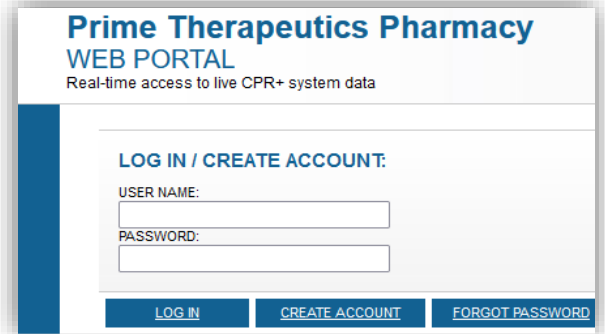 Prime Therapeutics Pharmacy
WEB PORTAL
Real-time access to live CPR+ system data
LOG IN / CREATE ACCOUNT:
USER NAME:
PASSWORD:
LOG IN CREATE ACCOUNT FORGOT PASSWORD